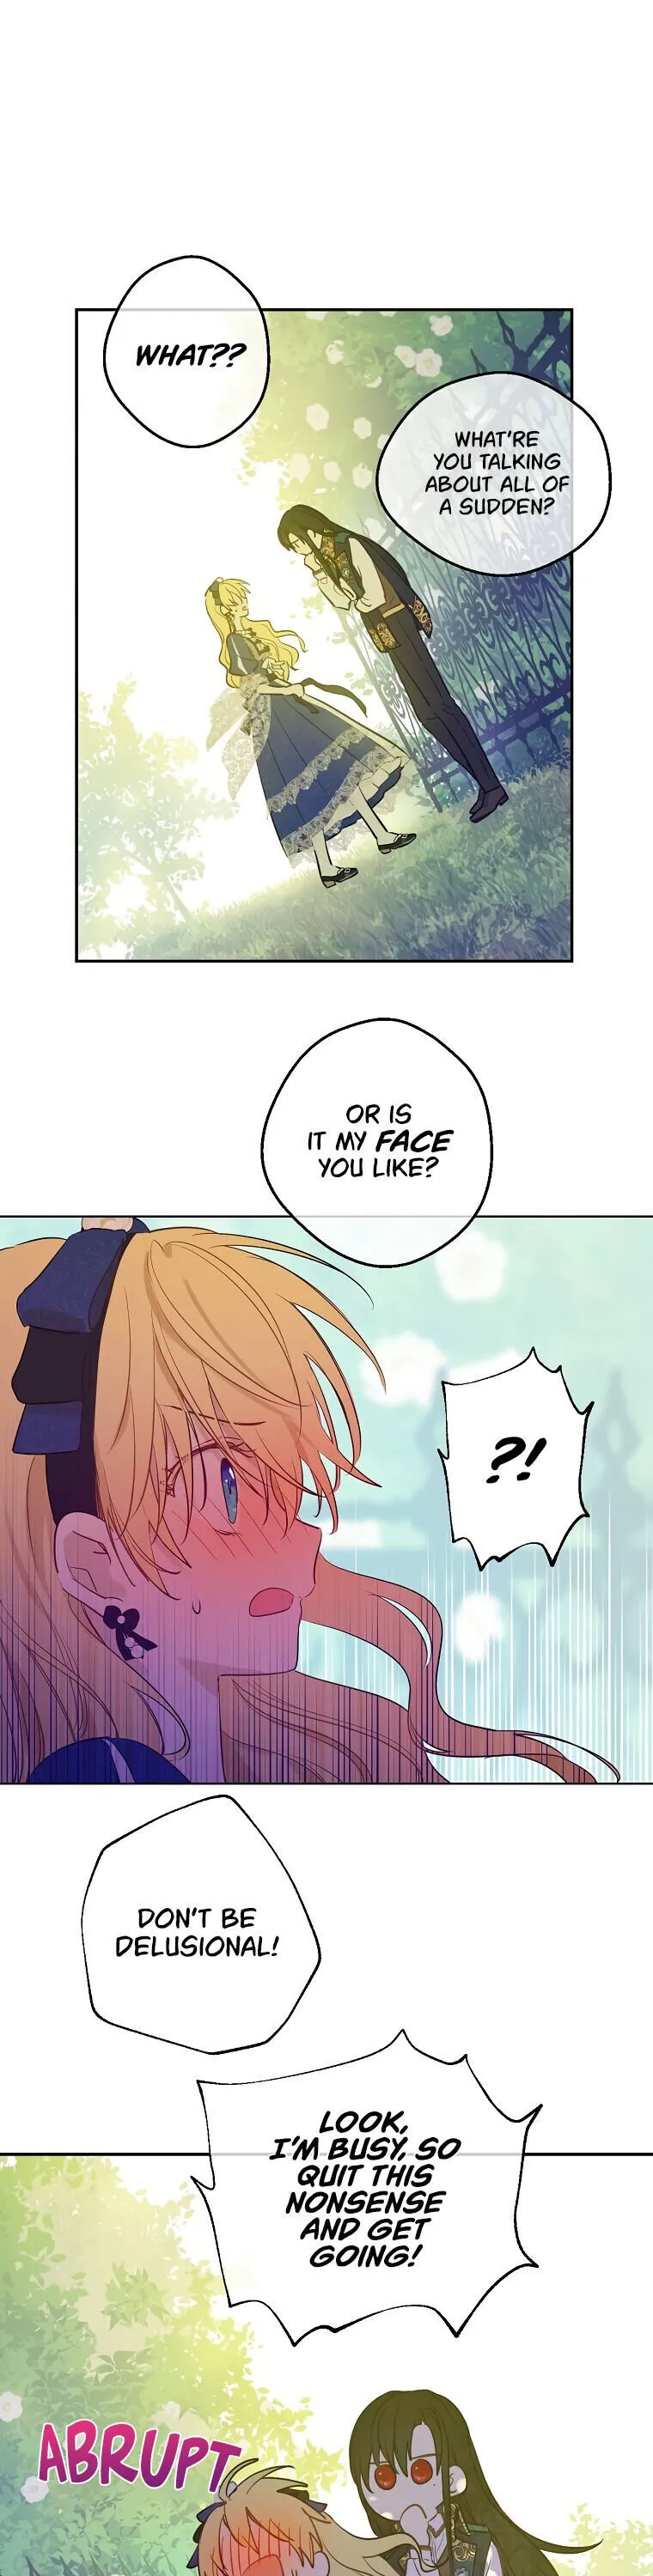 WHAT??
WHAT'RE
YOU TALKING
ABOUT ALL OF
A SUDDEN?
OR IS
IT MY FACE
YOU LIKE?
?!
DON'T BE
DELUSIONAL!
LOOK,
I'M BUSY, SO
QUIT THIS
NONSENSE
AND GET
GOING!
ABRUPT